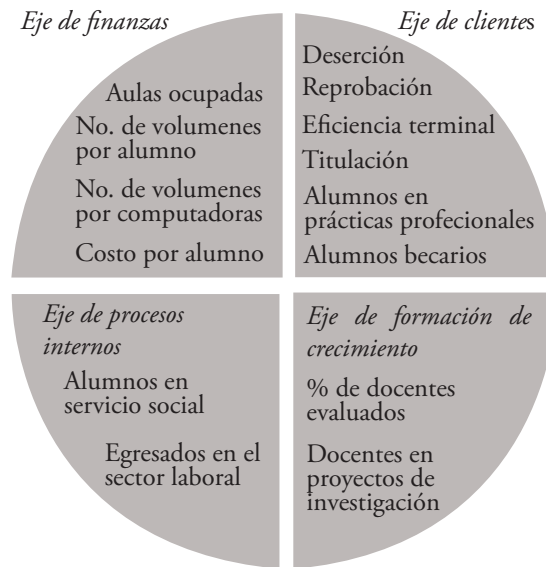 Eje de finanzas
Aulas ocupadas
No. de volumenes
por alumno
No. de volumenes
por computadoras
Costo por alumno
Eje de clientes
Deserción
Reprobación
Eficiencia terminal
Titulación
Alumnos en
prácticas profecionales
Alumnos becarios
Eje de procesos
internos
Alumnos en
servicio social
Egresados en el
sector laboral
Eje de formación de
crecimiento
% de docentes
evaluados
Docentes en
proyectos de
investigación